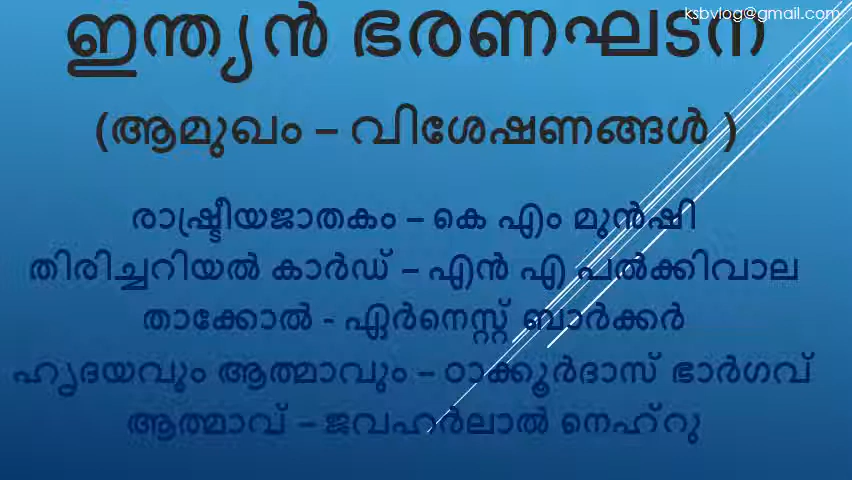 ksbvlog@gmail.com
ഇന്ത്യൻ ഭരണഘടന
(ആമുഖം – വിശേഷണങ്ങൾ )
രാഷ്ട്രീയജാതകം – കെ എം മുൻഷി
തിരിച്ചറിയൽ കാർഡ് – എൻ എ പൽക്കിവാല
താക്കോൽ - ഏർനെസ്റ്റ് ബാർക്കർ
ഹൃദയവും ആത്മാവും – ഠാക്കൂർദാസ് ഭാർഗവ്
ആത്മാവ് – ജവഹർലാൽ നെഹ്റു